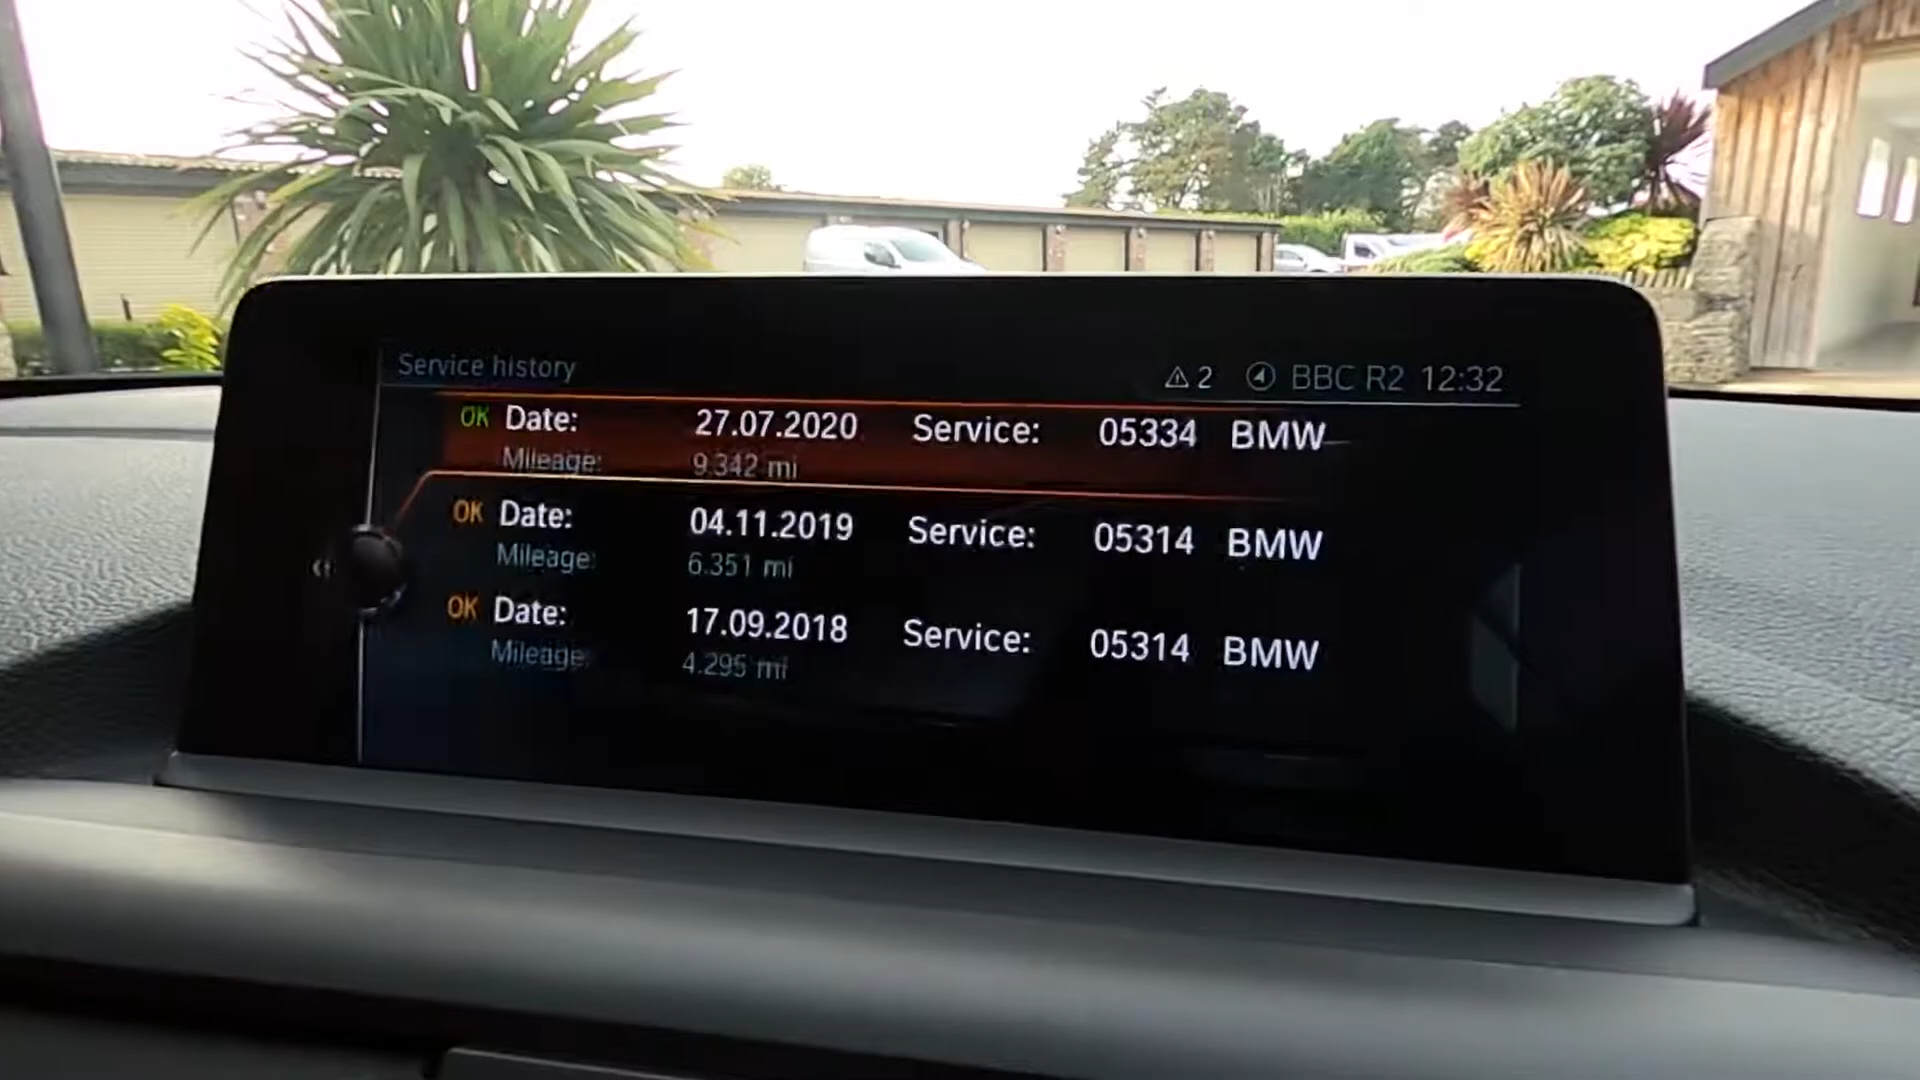 Service history
2 BBC R2 12:32
OK Date: 27.07.2020 Service: 05334 BMW
Mileage: 9.342 mi
OK Date: 04.11.2019 Service: 05314 BMW
Mileage: 6.351 mi
OK Date: 17.09.2018 Service: 05314 BMW
Mileage: 4.295 mi